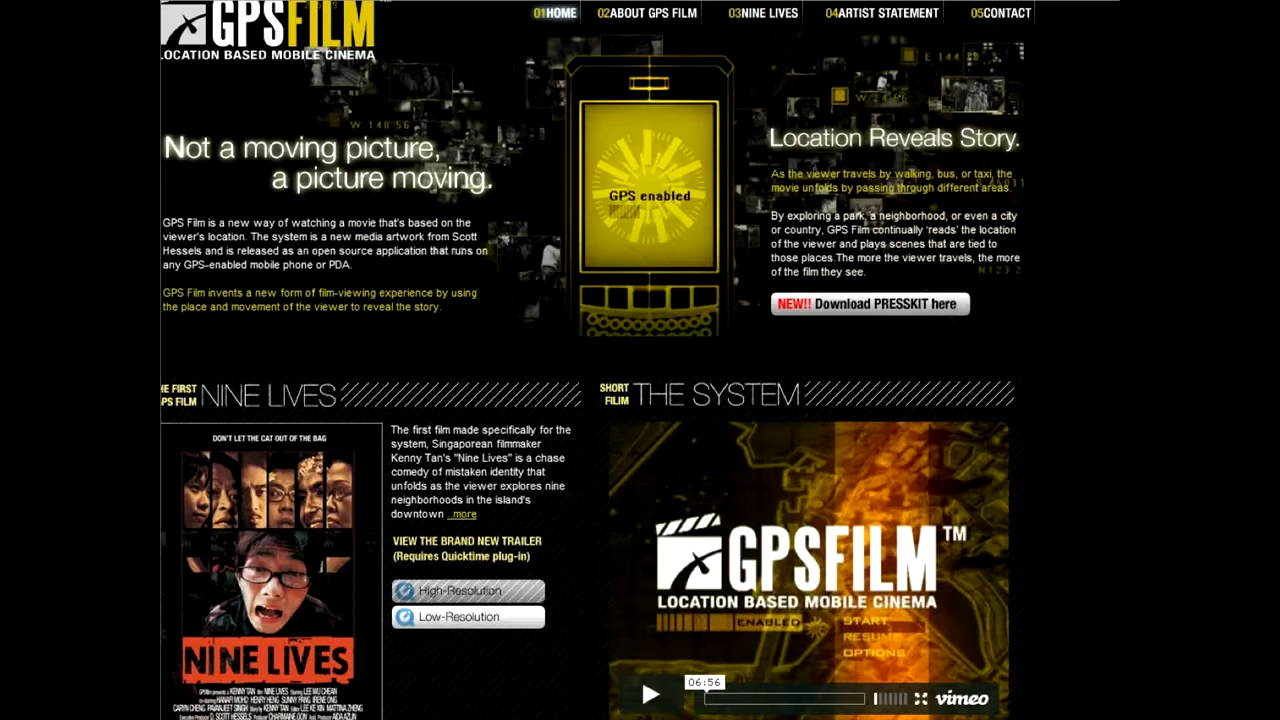 GPSFILM
LOCATION BASED MOBILE CINEMA
01HOME
02ABOUT GPS FILM
03NINE LIVES
04ARTIST STATEMENT
05CONTACT
E 144
W 140 56
Not a moving picture,
a picture moving.
GPS Film is a new way of watching a movie that's based on the
viewer's location. The system is a new media artwork from Scott
Hessels and is released as an open source application that runs on
any GPS-enabled mobile phone or PDA.
GPS Film invents a new form of film-viewing experience by using
the place and movement of the viewer to reveal the story.
GPS enabled
Location Reveals Story.
As the viewer travels by walking, bus, or taxi, the
movie unfolds by passing through different areas.
By exploring a park, a neighborhood, or even a city
or country, GPS Film continually 'reads' the location
of the viewer and plays scenes that are tied to
those places.The more the viewer travels, the more
of the film they see.
NEW!! Download PRESSKIT here
HE FIRST
PS FILM
NINE LIVES
DON'T LET THE CAT OUT OF THE BAG
NINE LIVES
The first film made specifically for the
system, Singaporean filmmaker
Kenny Tan's "Nine Lives" is a chase
comedy of mistaken identity that
unfolds as the viewer explores nine
neighborhoods in the island's
downtown ...more
VIEW THE BRAND NEW TRAILER
(Requires Quicktime plug-in)
High-Resolution
Low-Resolution
SHORT
FILIM
THE SYSTEM
GPSFILM™
LOCATION BASED MOBILE CINEMA
ENABLED
START
RESUME
OPTIONS
06:56
vimeo